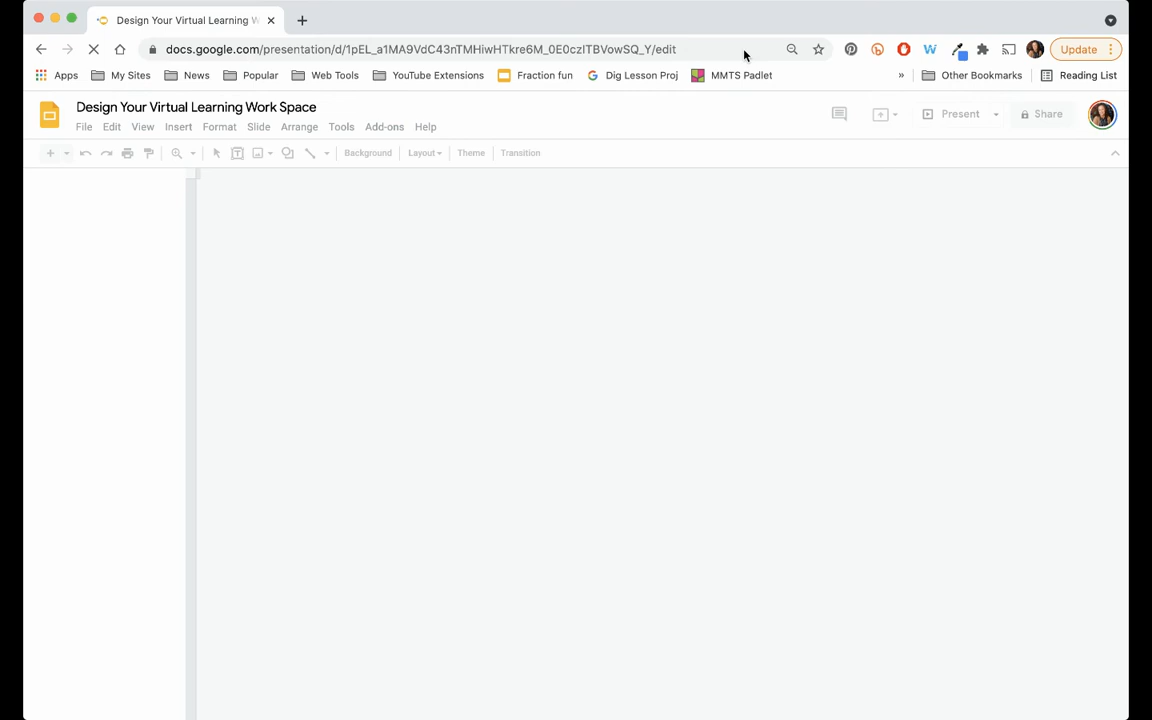 Design Your Virtual Learning W
docs.google.com/presentation/d/1pEL_a1MA9VdC43nTMHiwHTkre6M_0E0czITBVowSQ_Y/edit
Update
Apps My Sites News Popular Web Tools YouTube Extensions Fraction fun Dig Lesson Proj MMTS Padlet » Other Bookmarks Reading List
Design Your Virtual Learning Work Space
File Edit View Insert Format Slide Arrange Tools Add-ons Help
Present Share
Background Layout Theme Transition